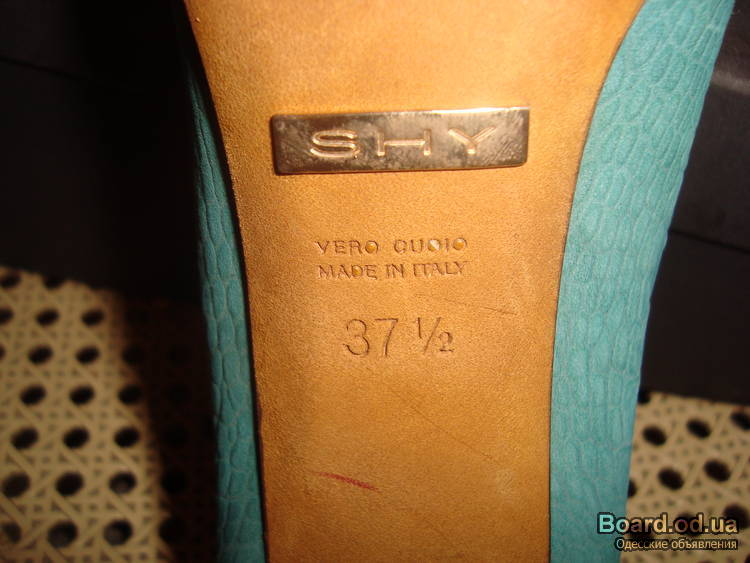 SHY
VERO CUOIO
MADE IN ITALY
37 ½
Board.od.ua
Одесские объявления